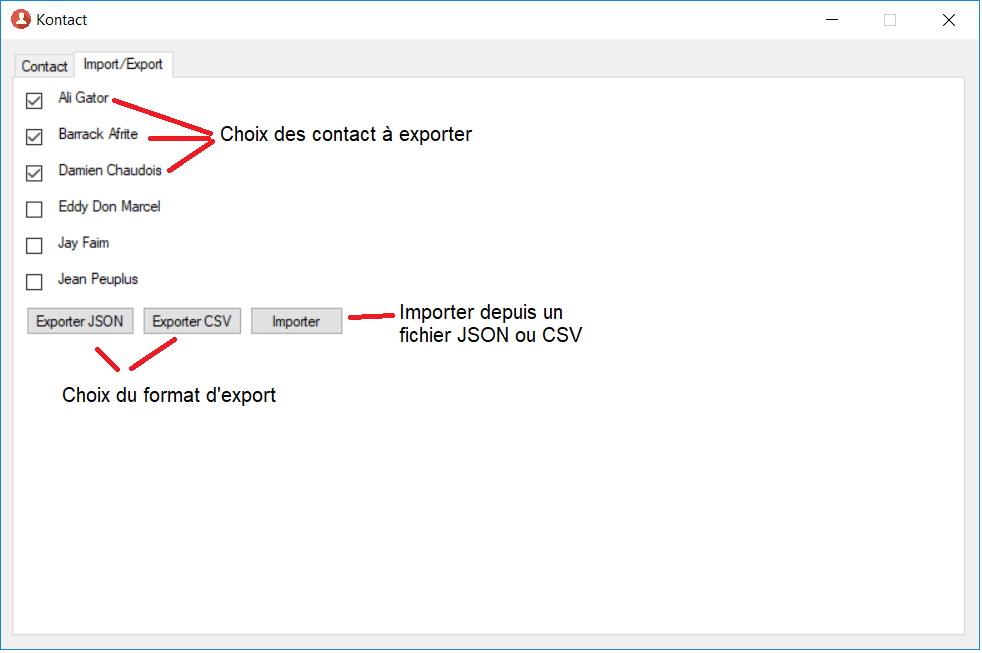 Kontact
Contact
Import/Export
Ali Gator
Barrack Afrite
Choix des contact à exporter
Damien Chaudois
Eddy Don Marcel
Jay Faim
Jean Peuplus
Exporter JSON
Exporter CSV
Importer
Importer depuis un
fichier JSON ou CSV
Choix du format d'export